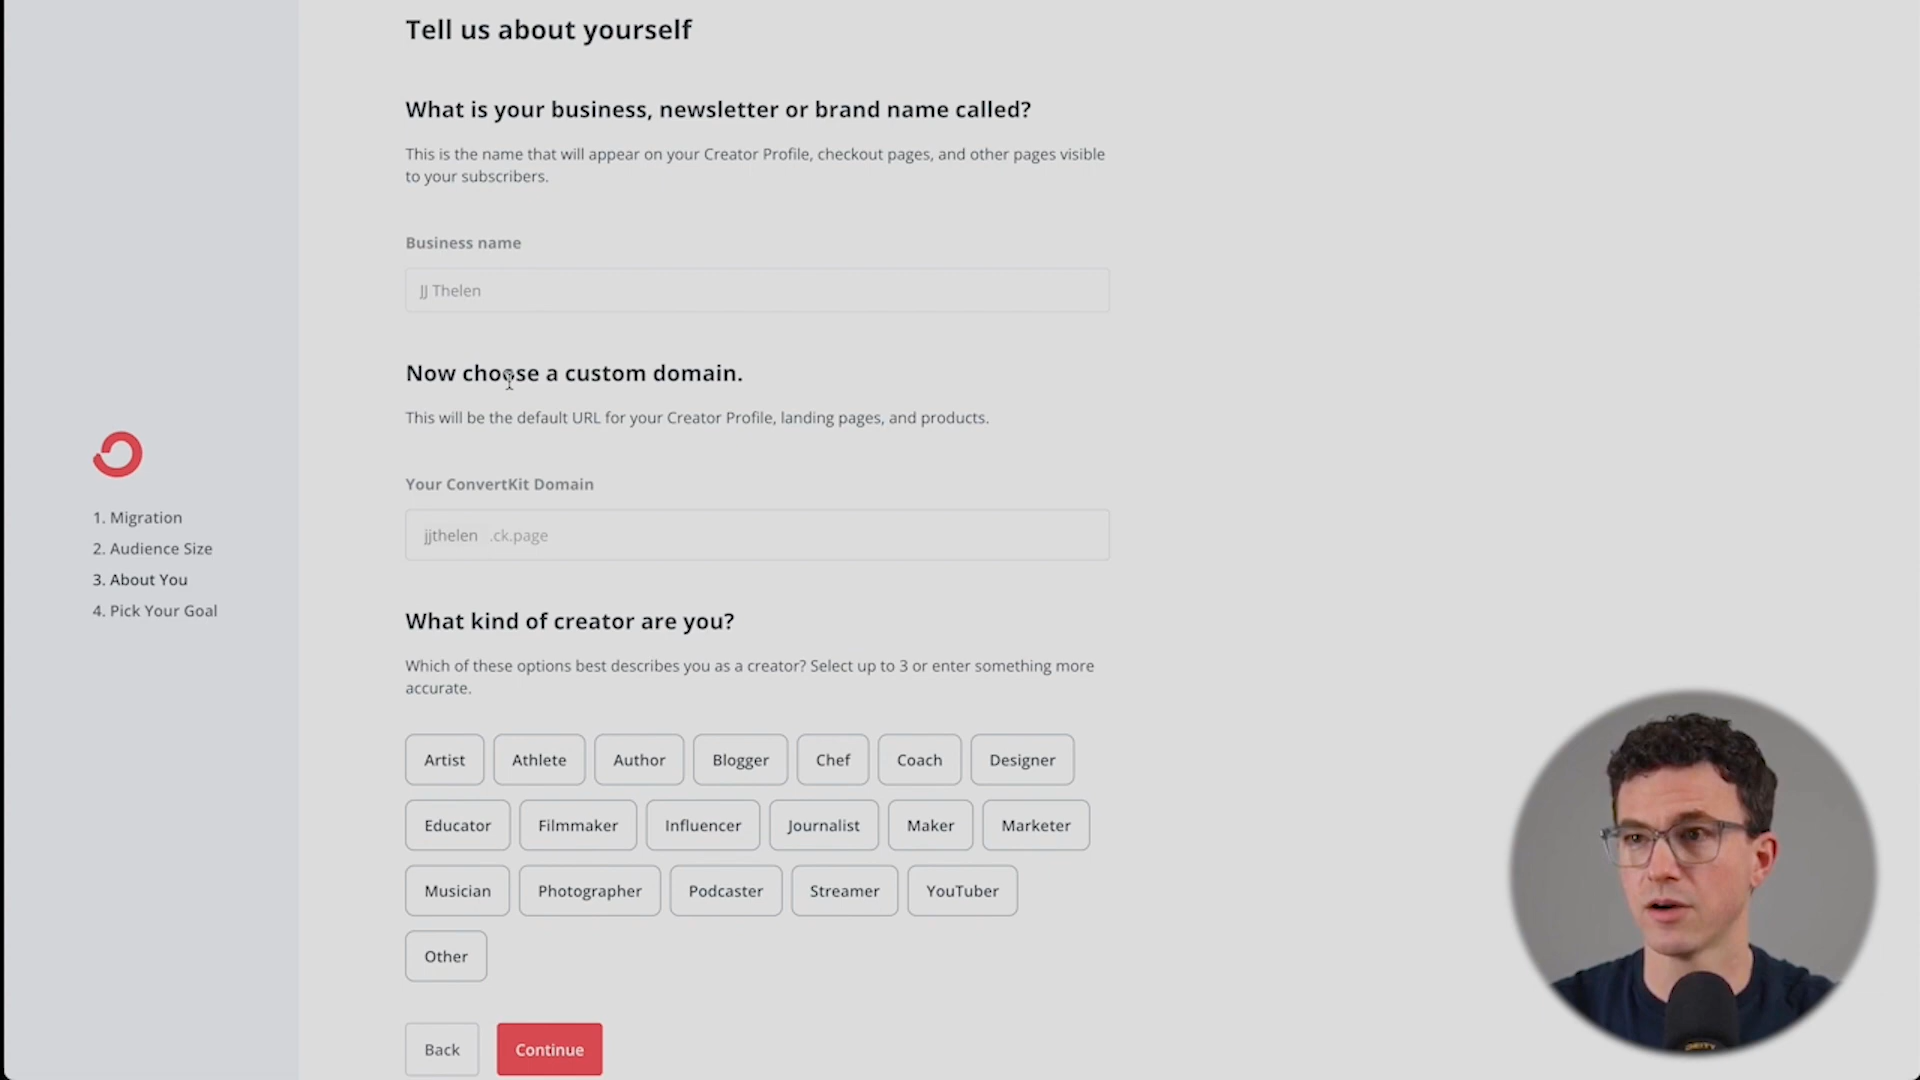 Tell us about yourself
What is your business, newsletter or brand name called?
This is the name that will appear on your Creator Profile, checkout pages, and other pages visible
to your subscribers.
Business name
JJ Thelen
Now choose a custom domain.
This will be the default URL for your Creator Profile, landing pages, and products.
Your ConvertKit Domain
jjthelen .ck.page
1. Migration
2. Audience Size
3. About You
4. Pick Your Goal
What kind of creator are you?
Which of these options best describes you as a creator? Select up to 3 or enter something more
accurate.
Artist Athlete Author Blogger Chef Coach Designer
Educator Filmmaker Influencer Journalist Maker Marketer
Musician Photographer Podcaster Streamer YouTuber
Other
Back Continue